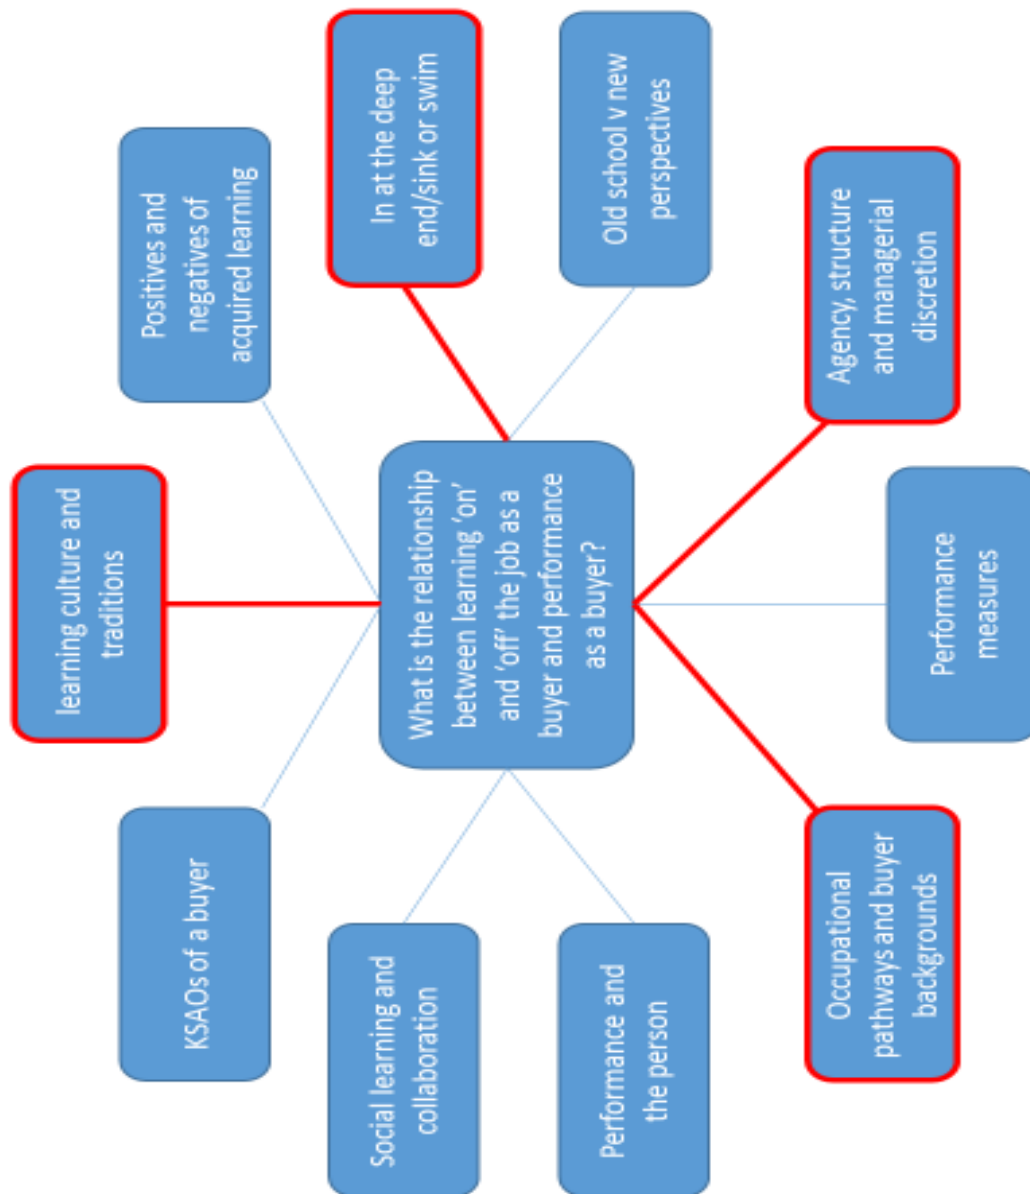 learning culture and
traditions
KSAOs of a buyer
Positives and
negatives of
acquired learning
Social learning and
collaboration
In at the deep
end/sink or swim
What is the relationship
between learning ‘on’
and ‘off’ the job as a
buyer and performance
as a buyer?
Performance and
the person
Old school v new
perspectives
Occupational
pathways and buyer
backgrounds
Agency, structure
and managerial
discretion
Performance
measures